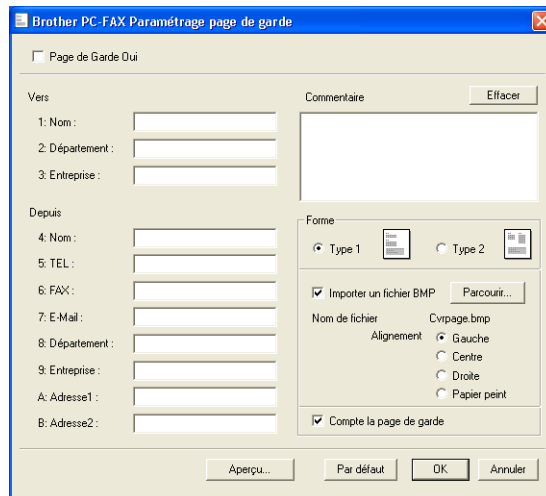 Brother PC-FAX Paramétrage page de garde
Page de Garde Oui
Vers
1: Nom :
2: Département :
3: Entreprise :
Depuis
4: Nom :
5: TEL :
6: FAX :
7: E-Mail :
8: Département :
9: Entreprise :
A: Adresse1 :
B: Adresse2 :
Commentaire
Effacer
Forme
Type 1
Type 2
Importer un fichier BMP
Parcourir...
Nom de fichier
Cvrpage.bmp
Alignement
Gauche
Centre
Droite
Papier peint
Compte la page de garde
Aperçu...
Par défaut
OK
Annuler